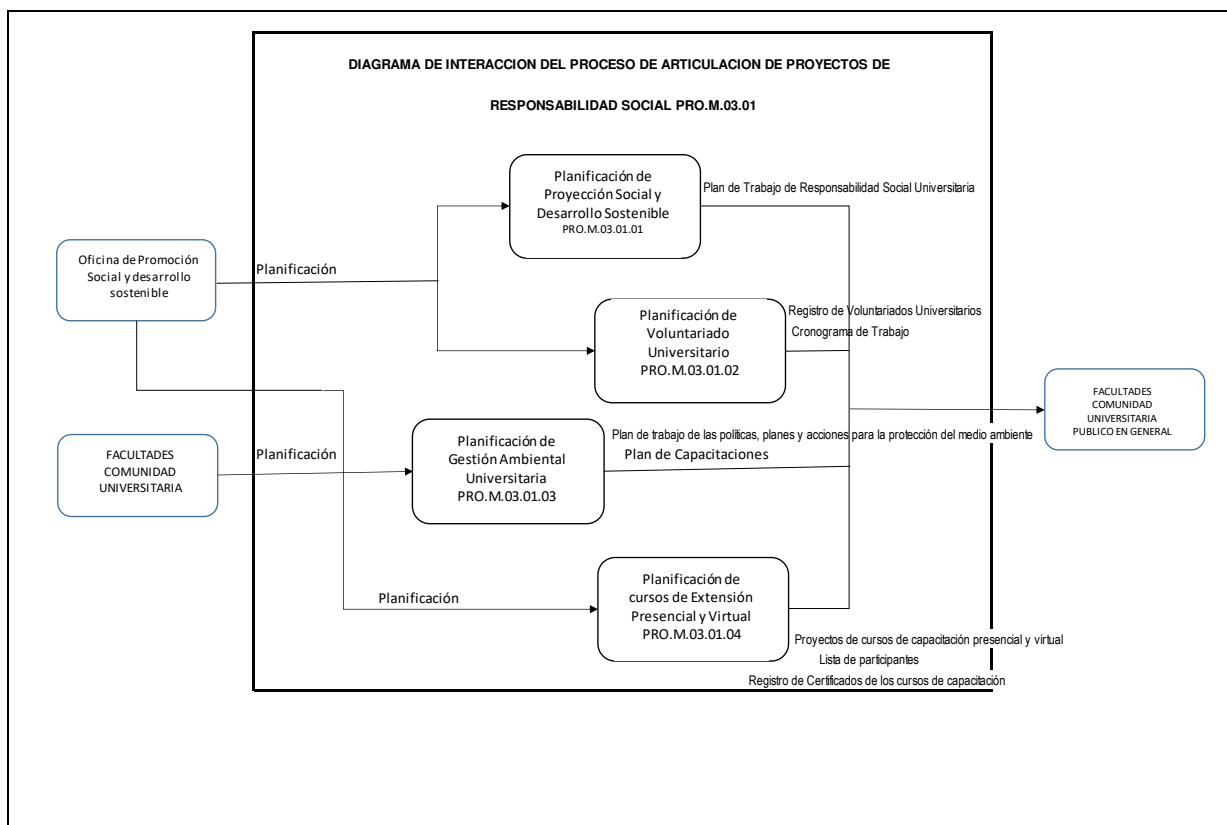 DIAGRAMA DE INTERACCION DEL PROCESO DE ARTICULACION DE PROYECTOS DE
RESPONSABILIDAD SOCIAL PRO.M.03.01
Planificación de
Proyección Social y
Desarrollo Sostenible
PRO.M.03.01.01
Plan de Trabajo de Responsabilidad Social Universitaria
Oficina de Promoción
Social y desarrollo
sostenible
Planificación
Planificación de
Voluntariado
Universitario
PRO.M.03.01.02
Registro de Voluntariados Universitarios
Cronograma de Trabajo
FACULTADES
COMUNIDAD
UNIVERSITARIA
PUBLICO EN GENERAL
FACULTADES
COMUNIDAD
UNIVERSITARIA
Planificación
Planificación de
Gestión Ambiental
Universitaria
PRO.M.03.01.03
Plan de trabajo de las políticas, planes y acciones para la protección del medio ambiente
Plan de Capacitaciones
Planificación
Planificación de
cursos de Extensión
Presencial y Virtual
PRO.M.03.01.04
Proyectos de cursos de capacitación presencial y virtual
Lista de participantes
Registro de Certificados de los cursos de capacitación